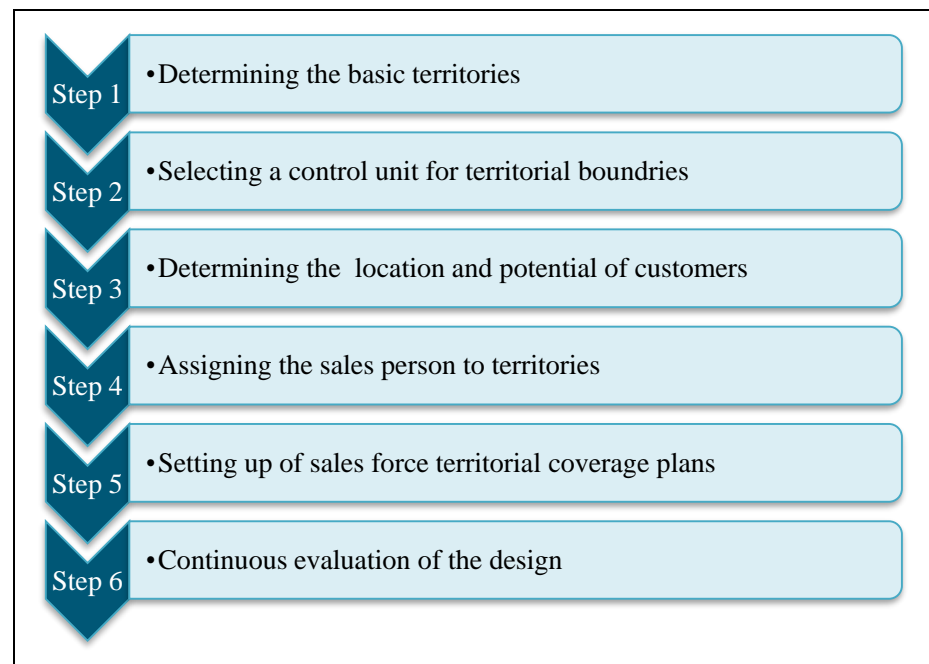 Step 1
•Determining the basic territories
Step 2
•Selecting a control unit for territorial boundries
Step 3
•Determining the  location and potential of customers
Step 4
•Assigning the sales person to territories
Step 5
•Setting up of sales force territorial coverage plans
Step 6
•Continuous evaluation of the design